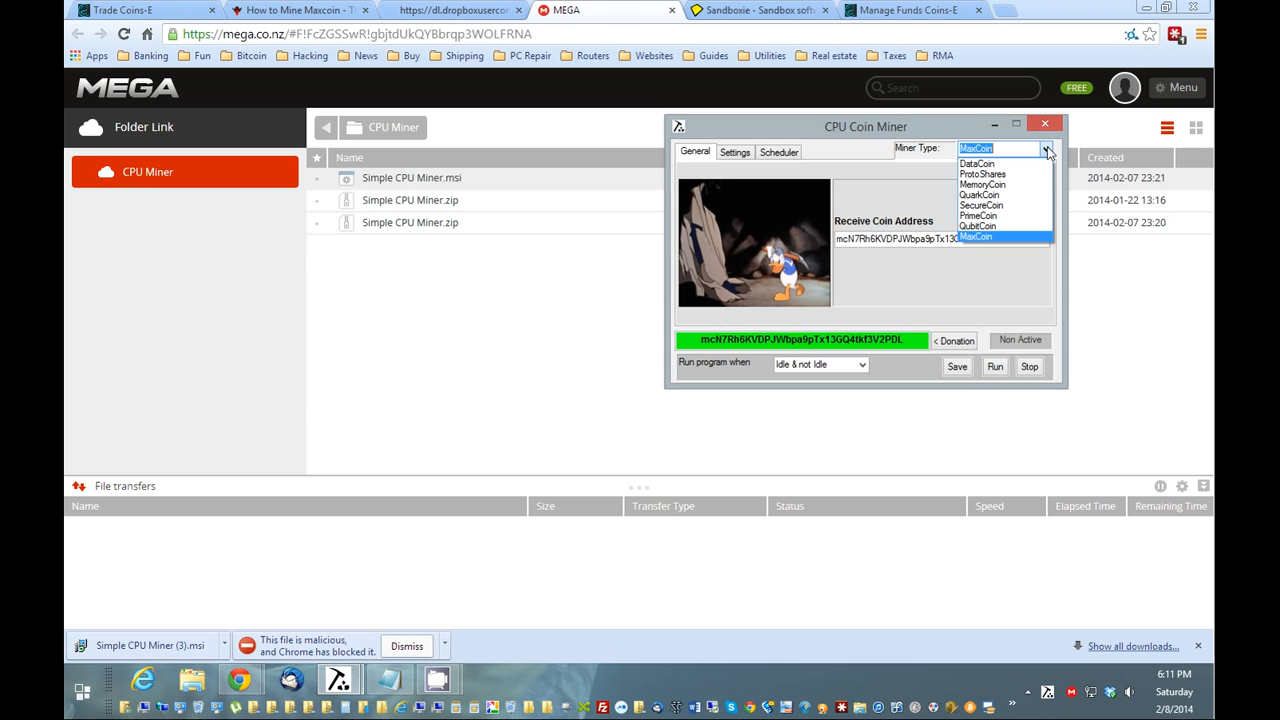 Trade Coins-E
How to Mine Maxcoin - Th
https://dl.dropboxusercor
MEGA
Sandboxie - Sandbox softw
Manage Funds Coins-E
https://mega.co.nz/#F!FcZGSSwR!gbjtdUkQYBbrqpzWOLFRNA
Apps Banking Fun Bitcoin Hacking News Buy Shipping PC Repair Routers Websites Guides Utilities Real estate Taxes RMA
MEGA
Search
FREE
Menu
Folder Link
CPU Miner
CPU Miner
Name
Created
Simple CPU Miner.msi
2014-02-07 23:21
Simple CPU Miner.zip
2014-01-22 13:16
Simple CPU Miner.zip
2014-02-07 23:20
CPU Coin Miner
General Settings Scheduler
Miner Type:
MaxCoin
DataCoin
ProtoShares
MemoryCoin
QuarkCoin
SecureCoin
PrimeCoin
QubitCoin
MaxCoin
Receive Coin Address
mcN7Rh6KVDPJWbpa9pTx13G
mcN7Rh6KVDPJWbpa9pTx13GQ4tkf3V2PDL
< Donation
Non Active
Run program when
Idle & not Idle
Save
Run
Stop
File transfers
Name Size Transfer Type Status Speed Elapsed Time Remaining Time
Simple CPU Miner (3).msi
This file is malicious,
and Chrome has blocked it.
Dismiss
Show all downloads...
6:11 PM
Saturday
2/8/2014